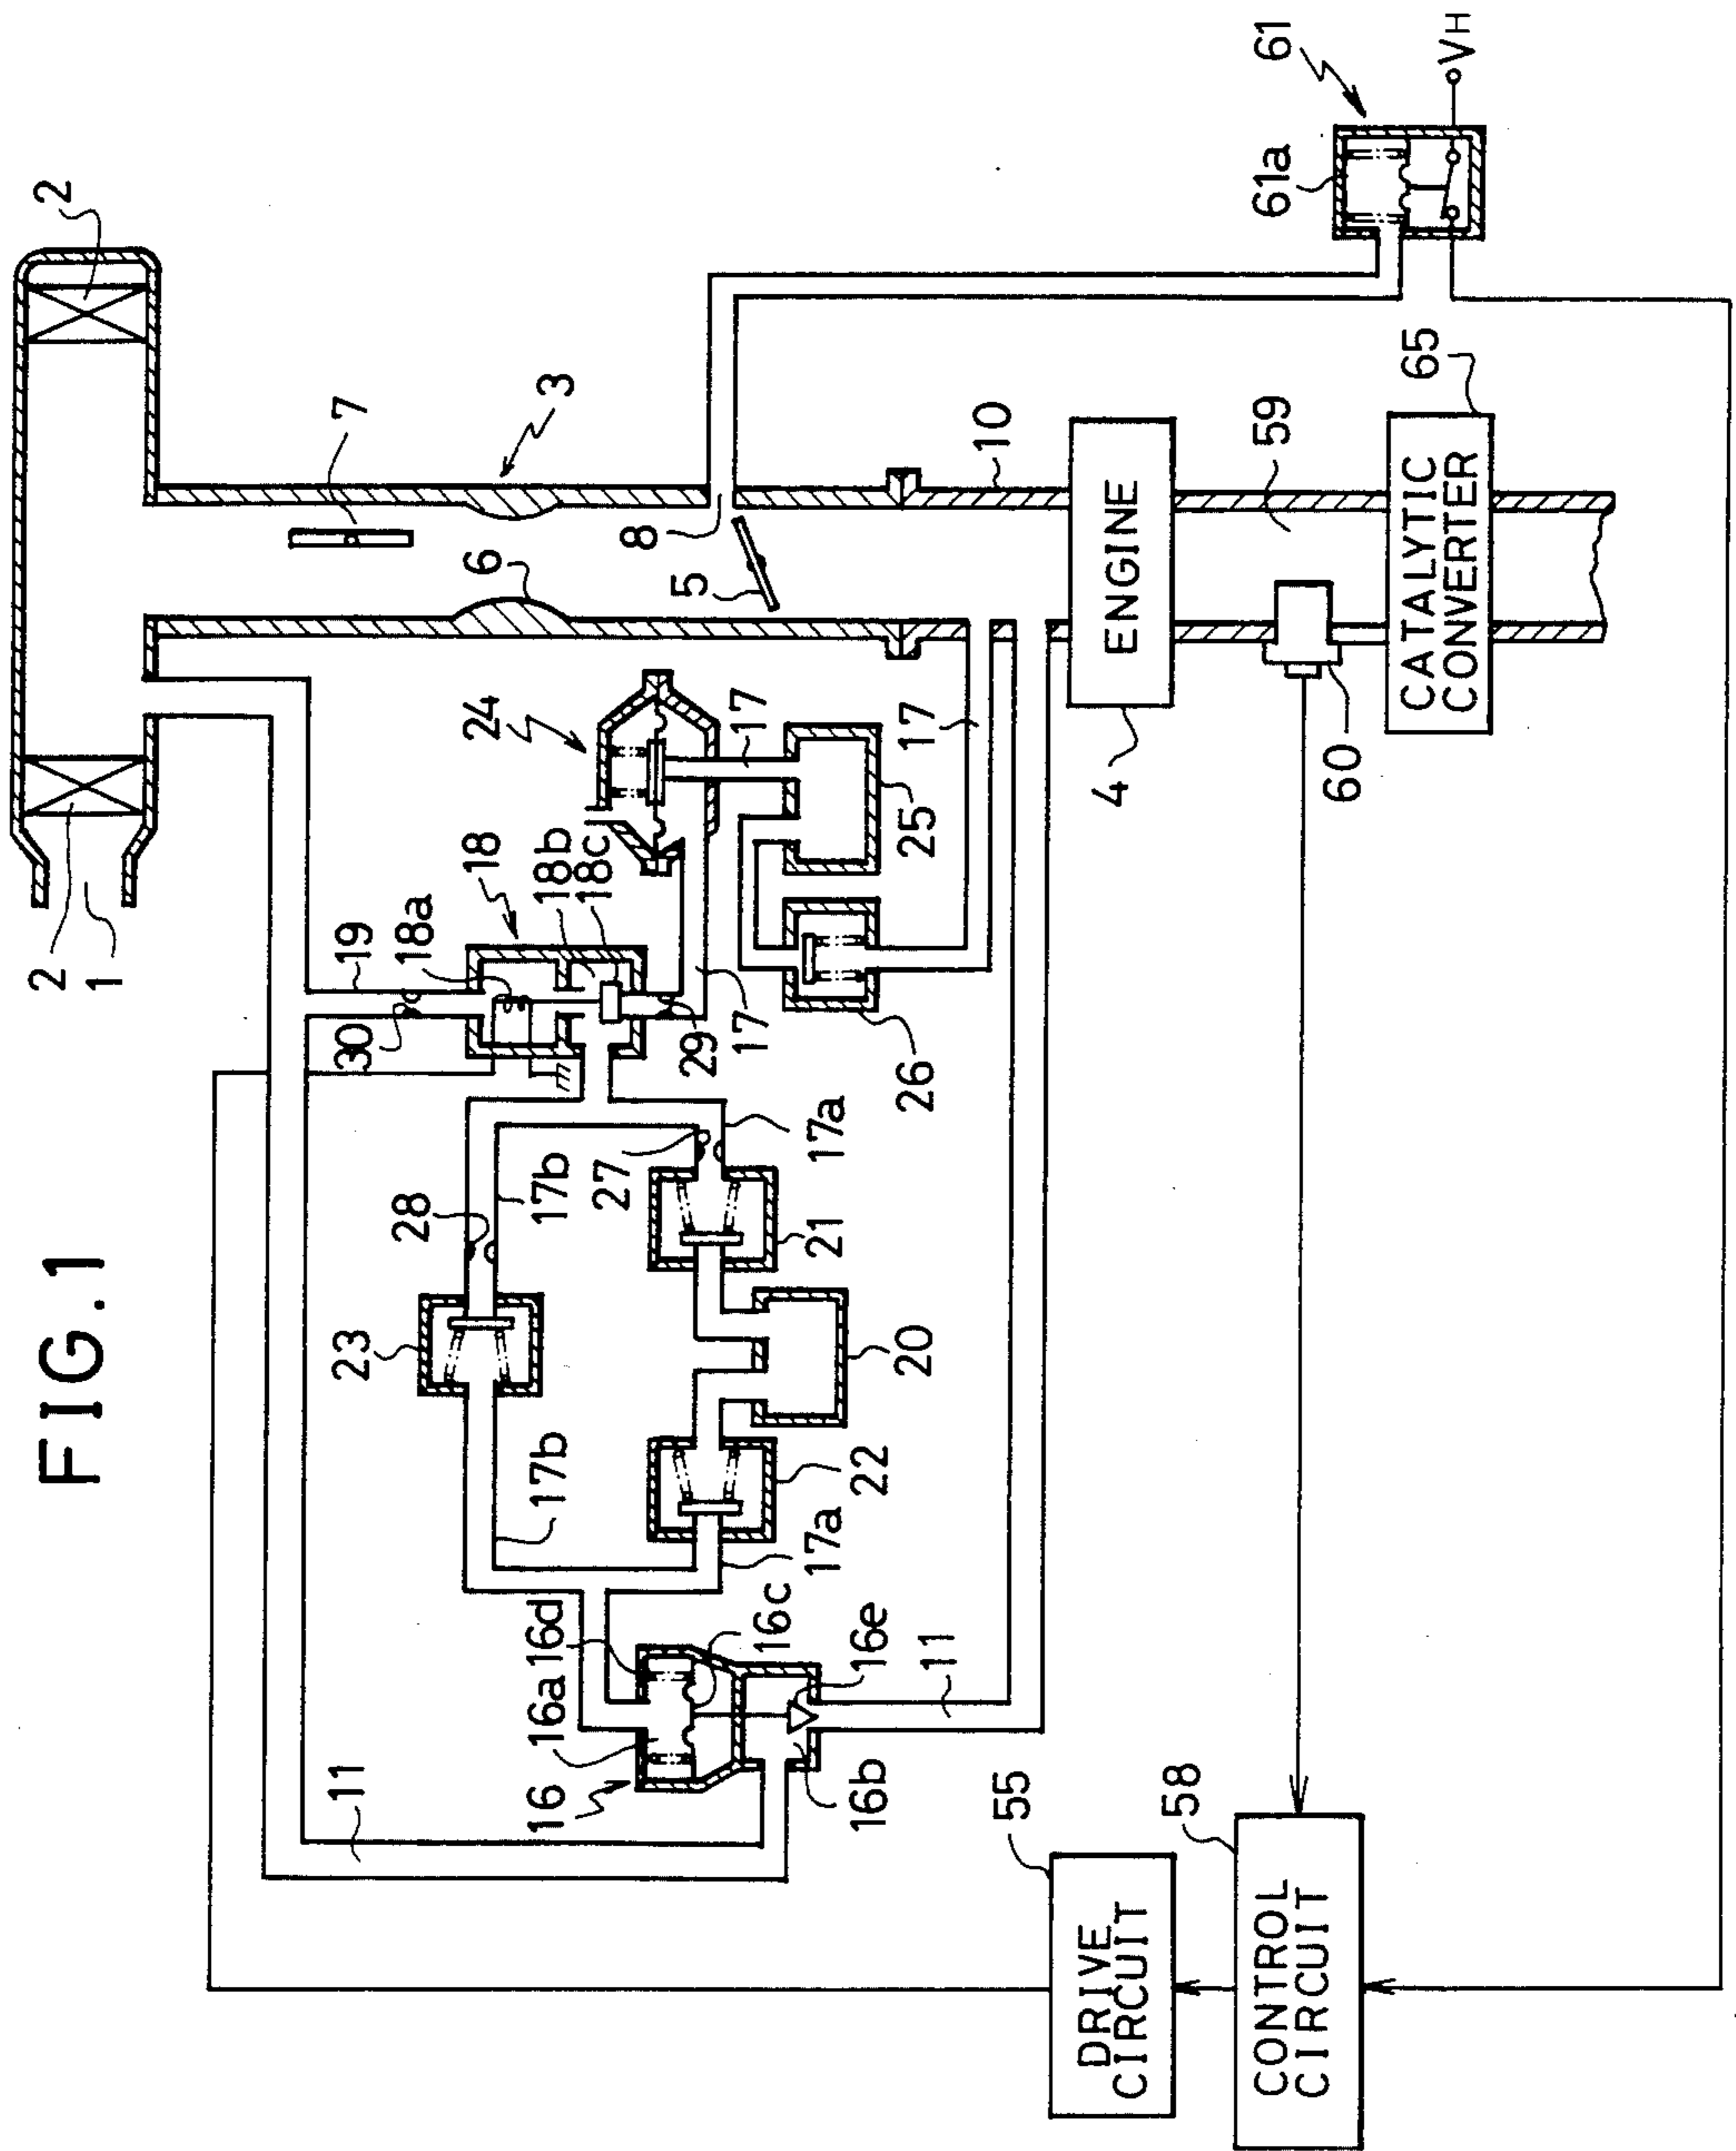 FIG.1
2
1
2
19
18a
18
30
18b
18c
24
7
3
6
8
5
10
17
25
17
29
17
26
28
17b
27
17a
23
21
20
17b
22
17a
16d
16a
16
16c
16e
11
16b
11
ENGINE
4
59
60
65
CATALYTIC
CONVERTER
61
61a
VH
55
DRIVE
CIRCUIT
58
CONTROL
CIRCUIT